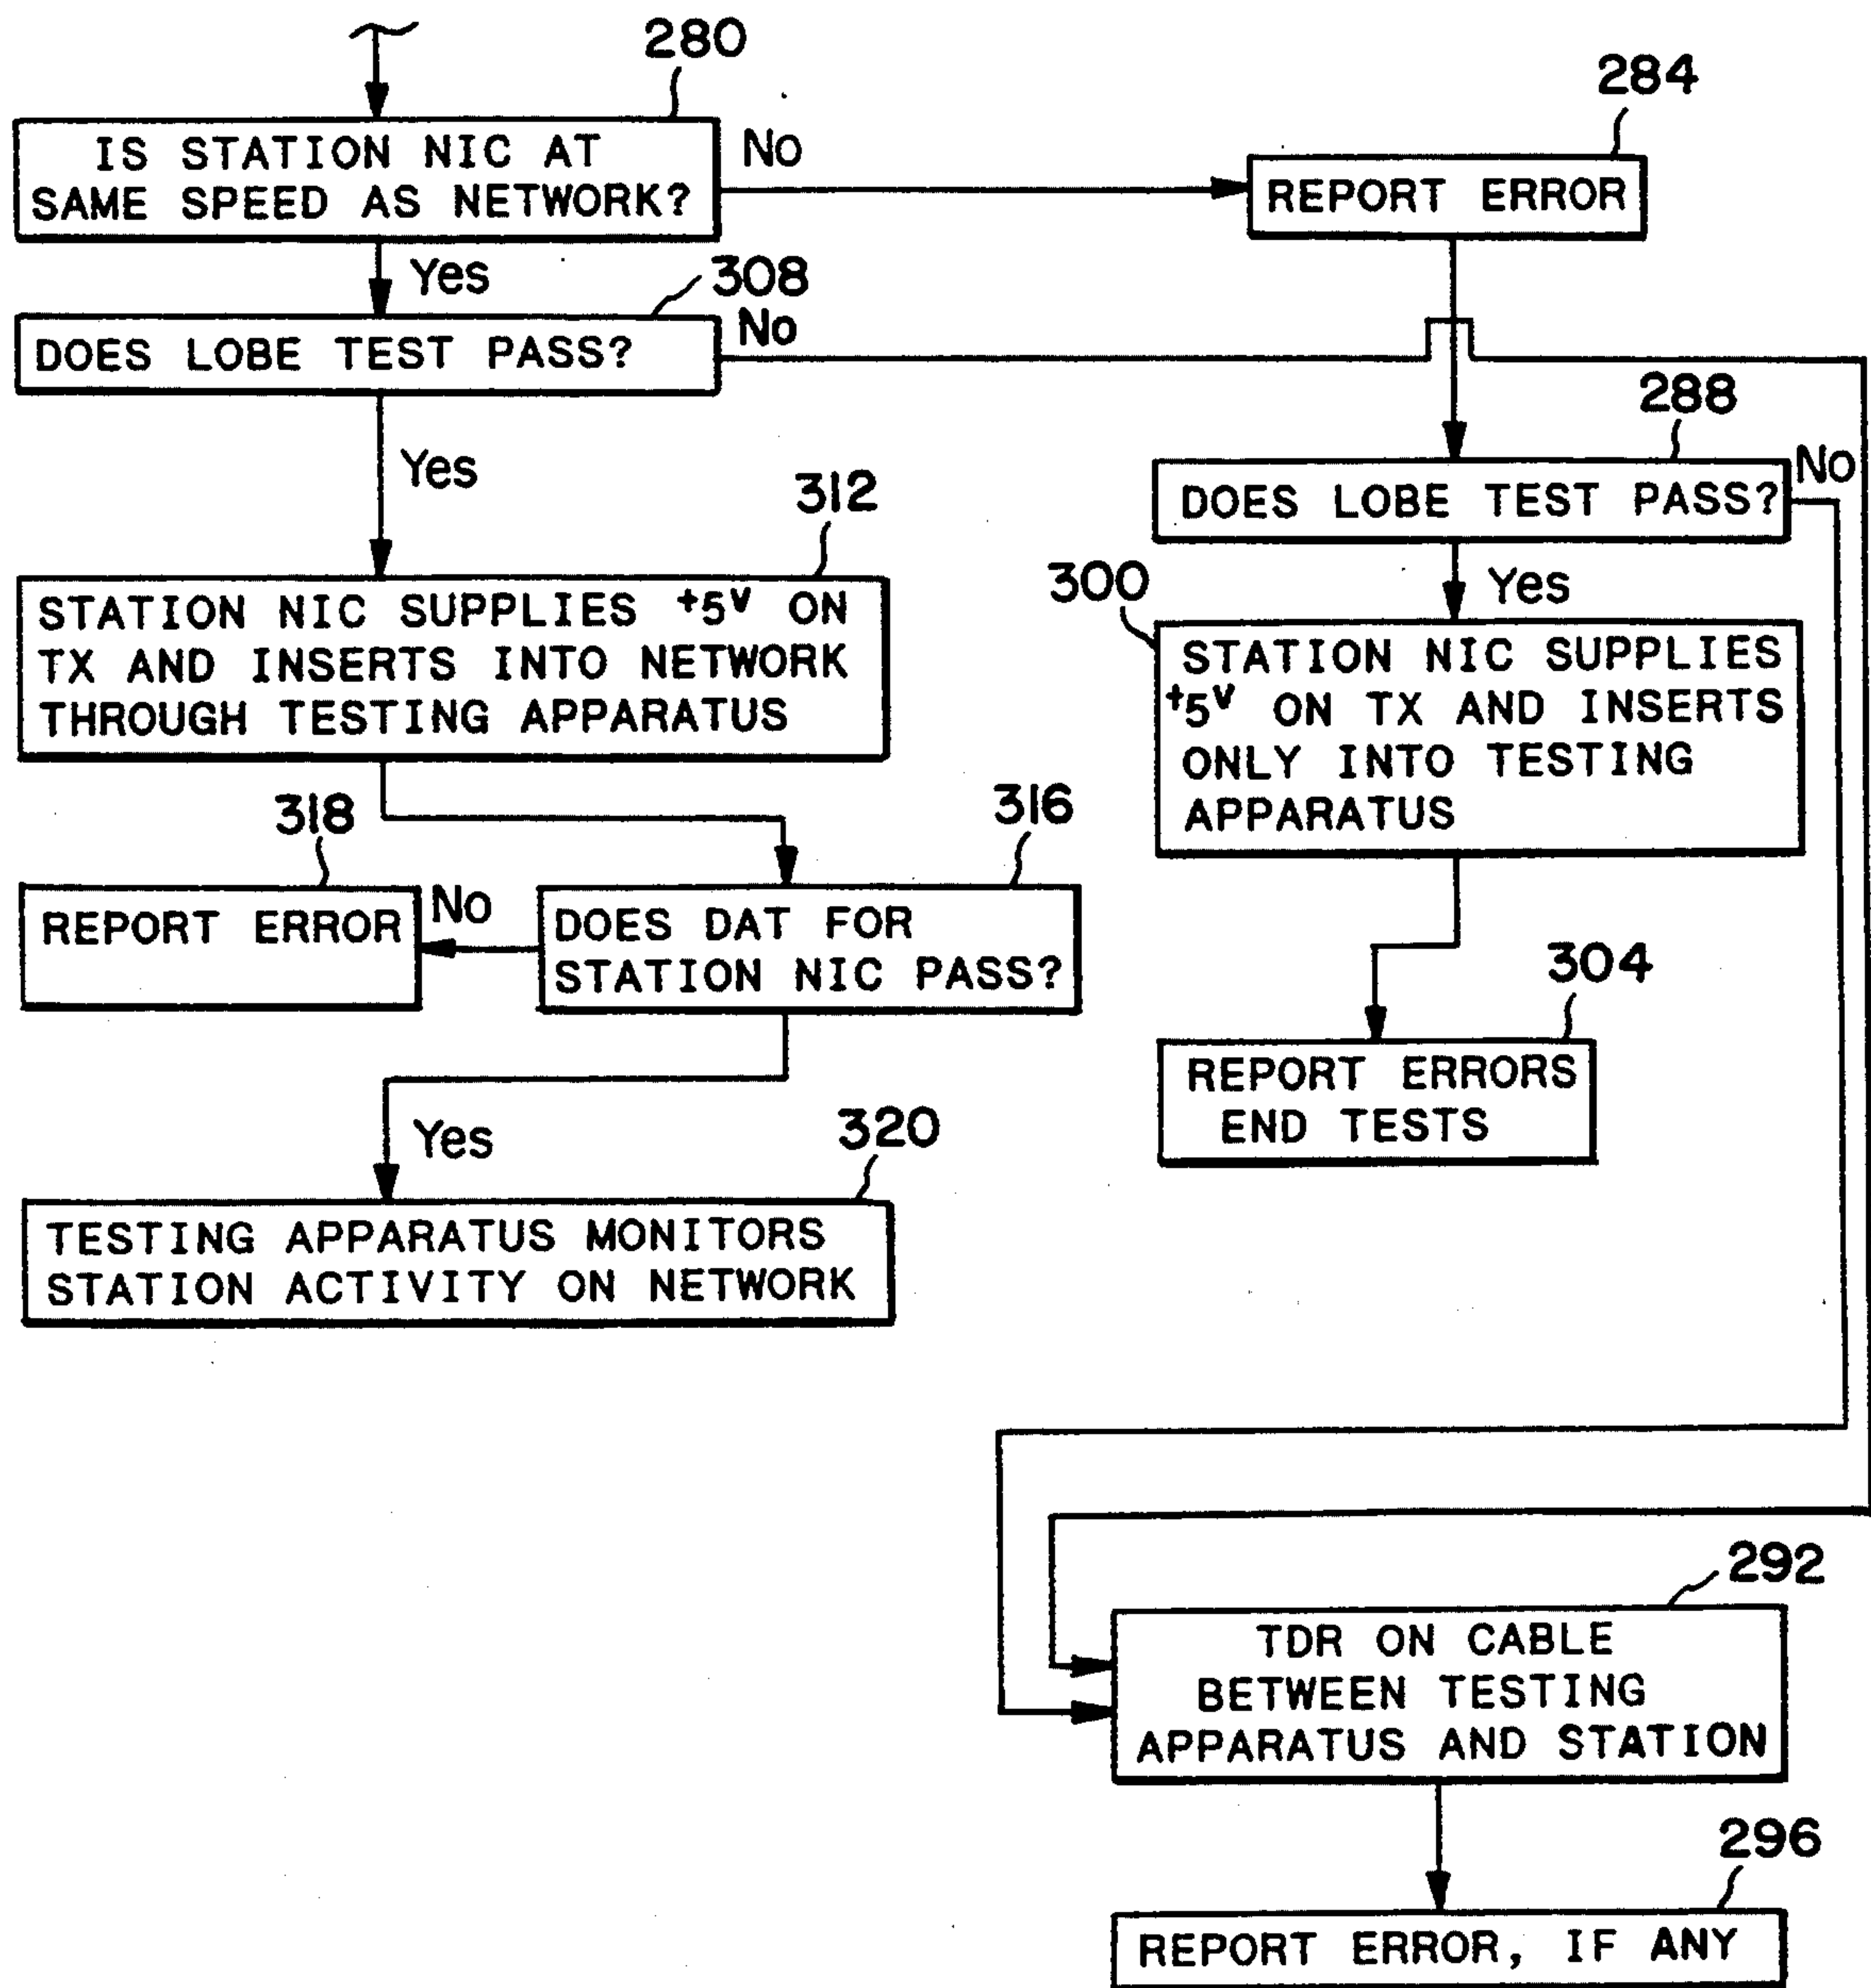 280
IS STATION NIC AT
SAME SPEED AS NETWORK?
No
284
REPORT ERROR
Yes
308
DOES LOBE TEST PASS?
No
288
DOES LOBE TEST PASS?
No
Yes
312
STATION NIC SUPPLIES +5V ON
TX AND INSERTS INTO NETWORK
THROUGH TESTING APPARATUS
300
Yes
STATION NIC SUPPLIES
+5V ON TX AND INSERTS
ONLY INTO TESTING
APPARATUS
318
REPORT ERROR
No
316
DOES DAT FOR
STATION NIC PASS?
304
REPORT ERRORS
END TESTS
Yes
320
TESTING APPARATUS MONITORS
STATION ACTIVITY ON NETWORK
292
TDR ON CABLE
BETWEEN TESTING
APPARATUS AND STATION
296
REPORT ERROR, IF ANY